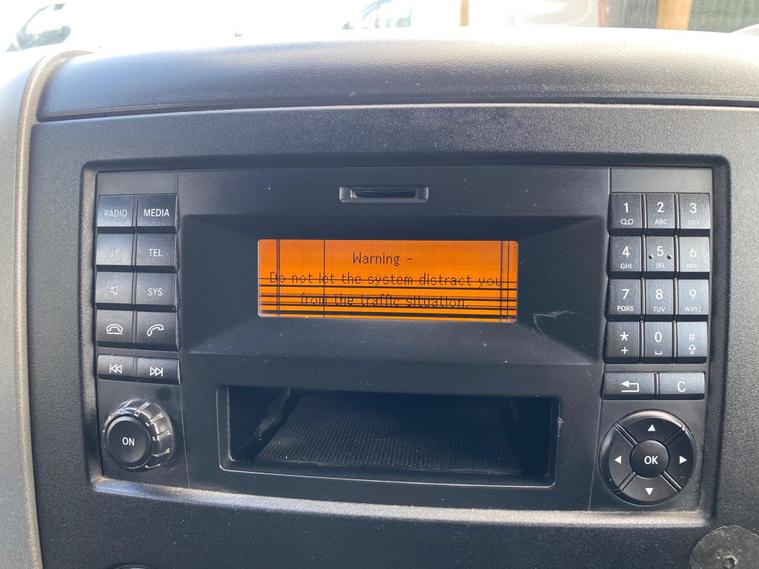 RADIO MEDIA
TEL
SYS
ON
Warning -
Do not let the system distract you
from the traffic situation
1 2 ABC 3 DEF
4 GHI 5 JKL 6 MNO
7 PQRS 8 TUV 9 WXYZ
* + 0 #
C
OK